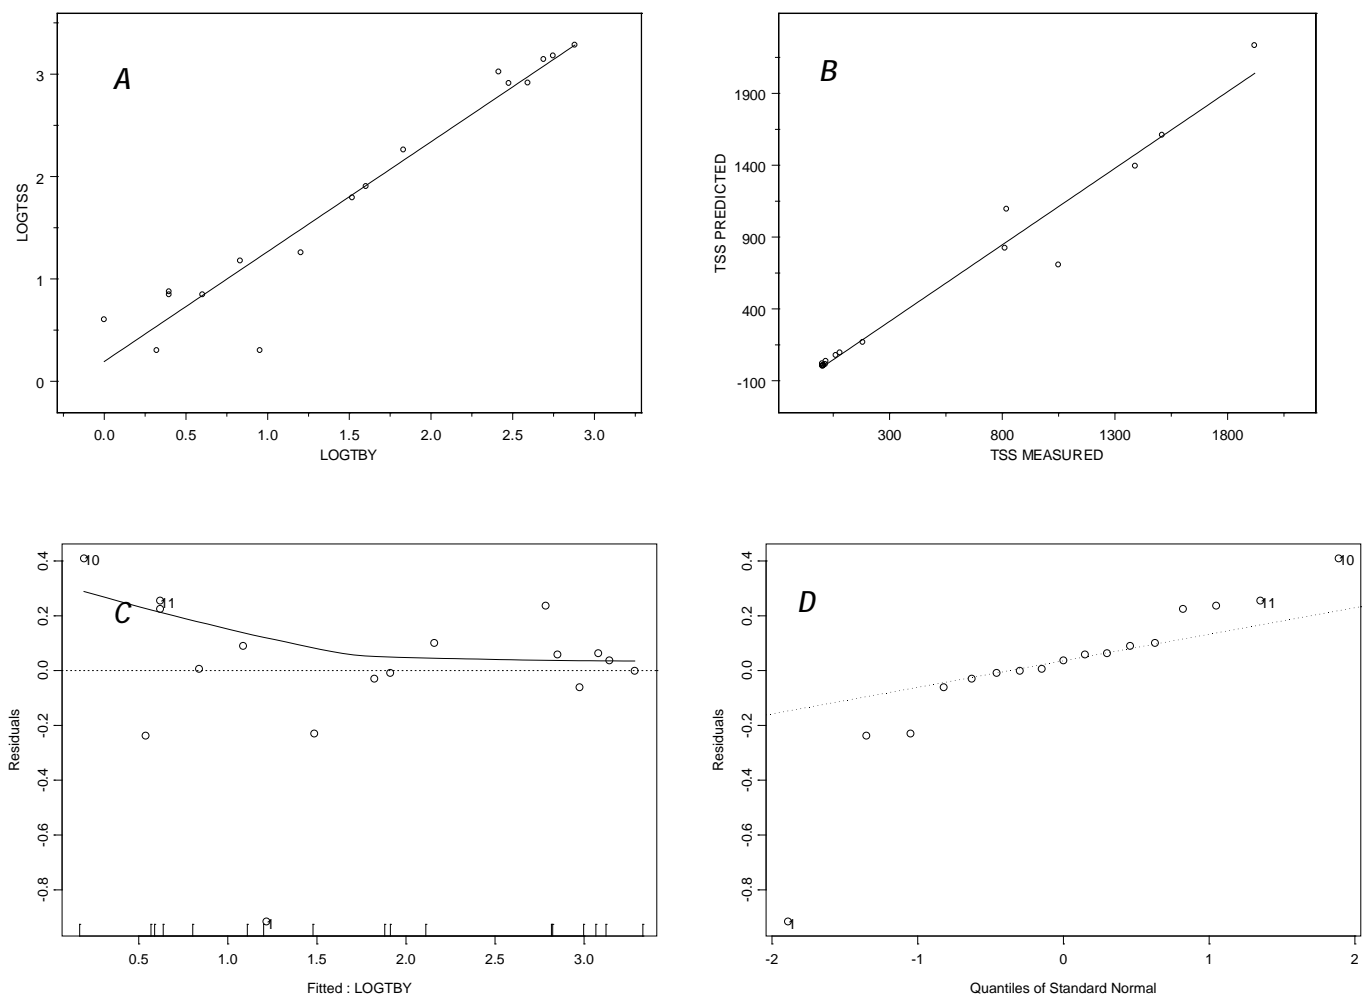 A
3
2
1
0
LOGTSS
0.0 0.5 1.0 1.5 2.0 2.5 3.0
LOGTBY
B
1900
1400
900
400
-100
TSS PREDICTED
300 800 1300 1800
TSS MEASURED
C
10
11
1
0.4
0.2
0.0
-0.2
-0.4
-0.6
-0.8
Residuals
0.5 1.0 1.5 2.0 2.5 3.0
Fitted : LOGTBY
D
10
11
1
0.4
0.2
0.0
-0.2
-0.4
-0.6
-0.8
Residuals
-2 -1 0 1 2
Quantiles of Standard Normal